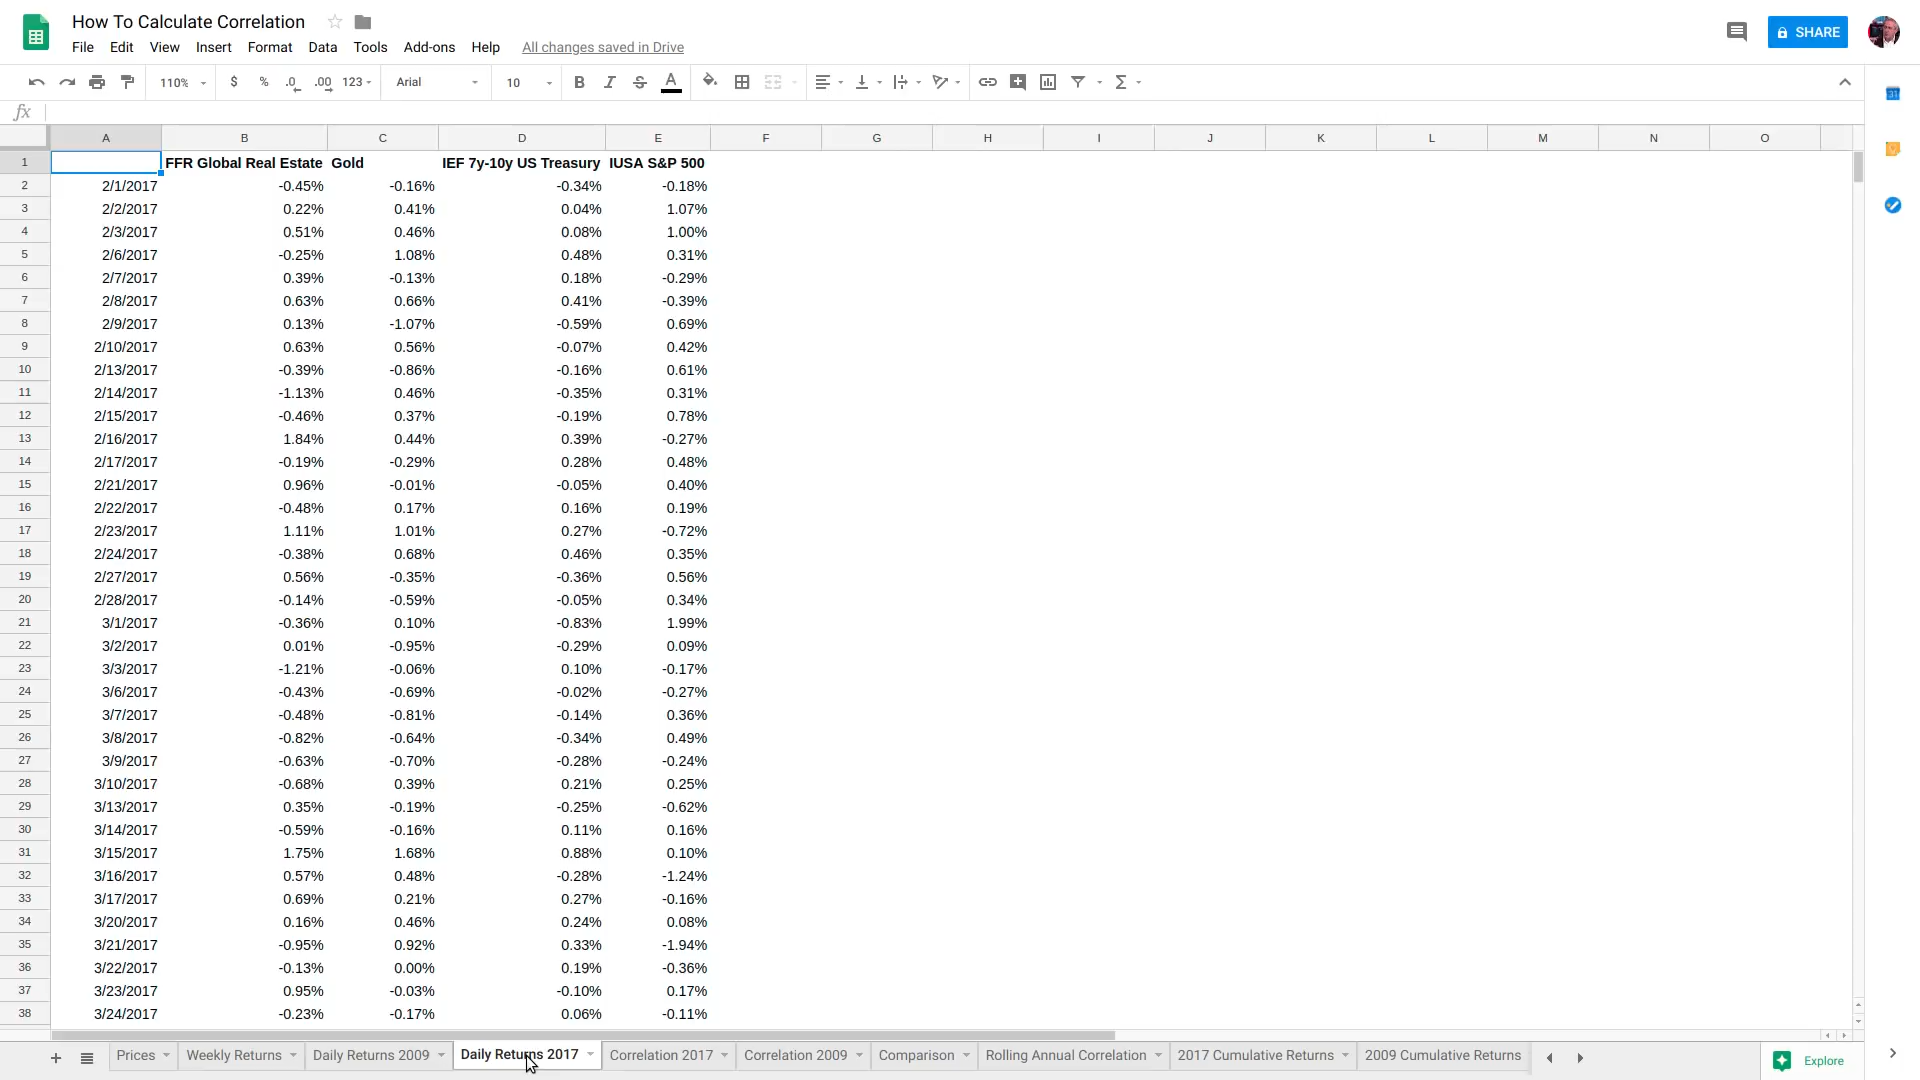 How To Calculate Correlation
File Edit View Insert Format Data Tools Add-ons Help All changes saved in Drive
SHARE
110% $ % .0 .00 123 Arial 10 B I S A
fx
A B C D E F G H I J K L M N O
1 FFR Global Real Estate Gold IEF 7y-10y US Treasury IUSA S&P 500
2 2/1/2017 -0.45% -0.16% -0.34% -0.18%
3 2/2/2017 0.22% 0.41% 0.04% 1.07%
4 2/3/2017 0.51% 0.46% 0.08% 1.00%
5 2/6/2017 -0.25% 1.08% 0.48% 0.31%
6 2/7/2017 0.39% -0.13% 0.18% -0.29%
7 2/8/2017 0.63% 0.66% 0.41% -0.39%
8 2/9/2017 0.13% -1.07% -0.59% 0.69%
9 2/10/2017 0.63% 0.56% -0.07% 0.42%
10 2/13/2017 -0.39% -0.86% -0.16% 0.61%
11 2/14/2017 -1.13% 0.46% -0.35% 0.31%
12 2/15/2017 -0.46% 0.37% -0.19% 0.78%
13 2/16/2017 1.84% 0.44% 0.39% -0.27%
14 2/17/2017 -0.19% -0.29% 0.28% 0.48%
15 2/21/2017 0.96% -0.01% -0.05% 0.40%
16 2/22/2017 -0.48% 0.17% 0.16% 0.19%
17 2/23/2017 1.11% 1.01% 0.27% -0.72%
18 2/24/2017 -0.38% 0.68% 0.46% 0.35%
19 2/27/2017 0.56% -0.35% -0.36% 0.56%
20 2/28/2017 -0.14% -0.59% -0.05% 0.34%
21 3/1/2017 -0.36% 0.10% -0.83% 1.99%
22 3/2/2017 0.01% -0.95% -0.29% 0.09%
23 3/3/2017 -1.21% -0.06% 0.10% -0.17%
24 3/6/2017 -0.43% -0.69% -0.02% -0.27%
25 3/7/2017 -0.48% -0.81% -0.14% 0.36%
26 3/8/2017 -0.82% -0.64% -0.34% 0.49%
27 3/9/2017 -0.63% -0.70% -0.28% -0.24%
28 3/10/2017 -0.68% 0.39% 0.21% 0.25%
29 3/13/2017 0.35% -0.19% -0.25% -0.62%
30 3/14/2017 -0.59% -0.16% 0.11% 0.16%
31 3/15/2017 1.75% 1.68% 0.88% 0.10%
32 3/16/2017 0.57% 0.48% -0.28% -1.24%
33 3/17/2017 0.69% 0.21% 0.27% -0.16%
34 3/20/2017 0.16% 0.46% 0.24% 0.08%
35 3/21/2017 -0.95% 0.92% 0.33% -1.94%
36 3/22/2017 -0.13% 0.00% 0.19% -0.36%
37 3/23/2017 0.95% -0.03% -0.10% 0.17%
38 3/24/2017 -0.23% -0.17% 0.06% -0.11%
Prices Weekly Returns Daily Returns 2009 Daily Returns 2017 Correlation 2017 Correlation 2009 Comparison Rolling Annual Correlation 2017 Cumulative Returns 2009 Cumulative Returns Explore